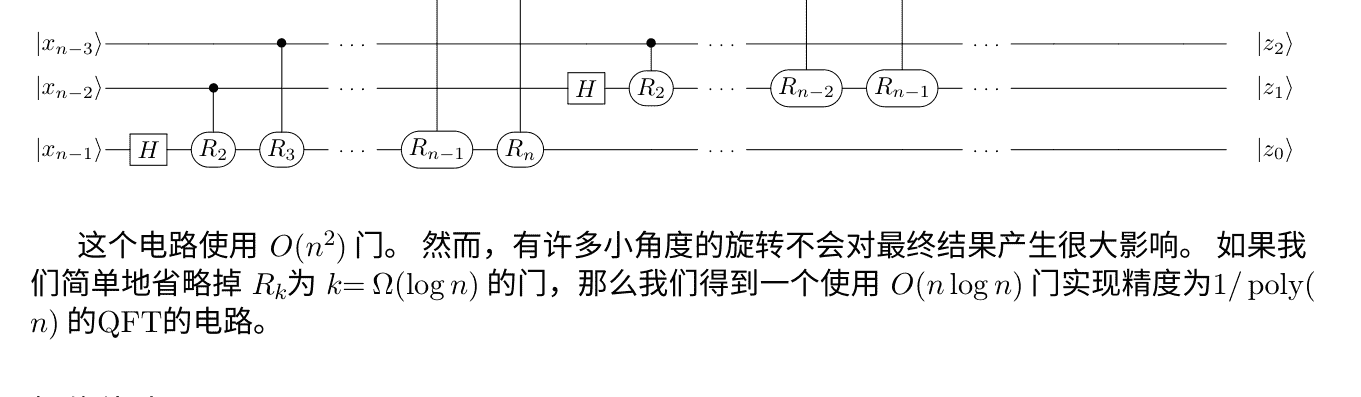 |x_{n−3}⟩ ··· ··· ··· |z_2⟩
|x_{n−2}⟩ ··· H R_2 ··· R_{n−2} R_{n−1} ··· |z_1⟩
|x_{n−1}⟩ H R_2 R_3 ··· R_{n−1} R_n ··· ··· |z_0⟩
这个电路使用 O(n²) 门。 然而，有许多小角度的旋转不会对最终结果产生很大影响。 如果我
们简单地省略掉 R_k为 k= Ω(log n) 的门，那么我们得到一个使用 O(n log n) 门实现精度为1/ poly(
n) 的QFT的电路。